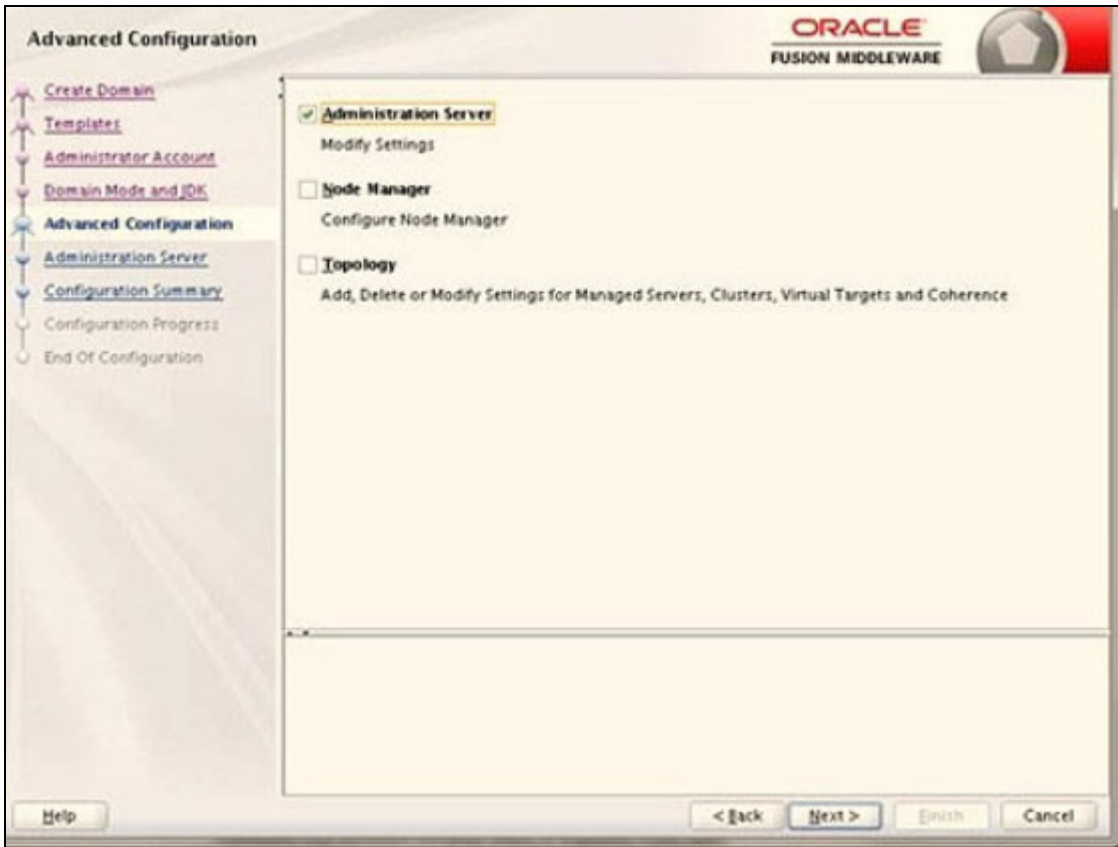 Advanced Configuration
ORACLE
FUSION MIDDLEWARE
Create Domain
Templates
Administrator Account
Domain Mode and JDK
Advanced Configuration
Administration Server
Configuration Summary
Configuration Progress
End Of Configuration
Administration Server
Modify Settings
Node Manager
Configure Node Manager
Topology
Add, Delete or Modify Settings for Managed Servers, Clusters, Virtual Targets and Coherence
Help
< Back
Next >
Finish
Cancel